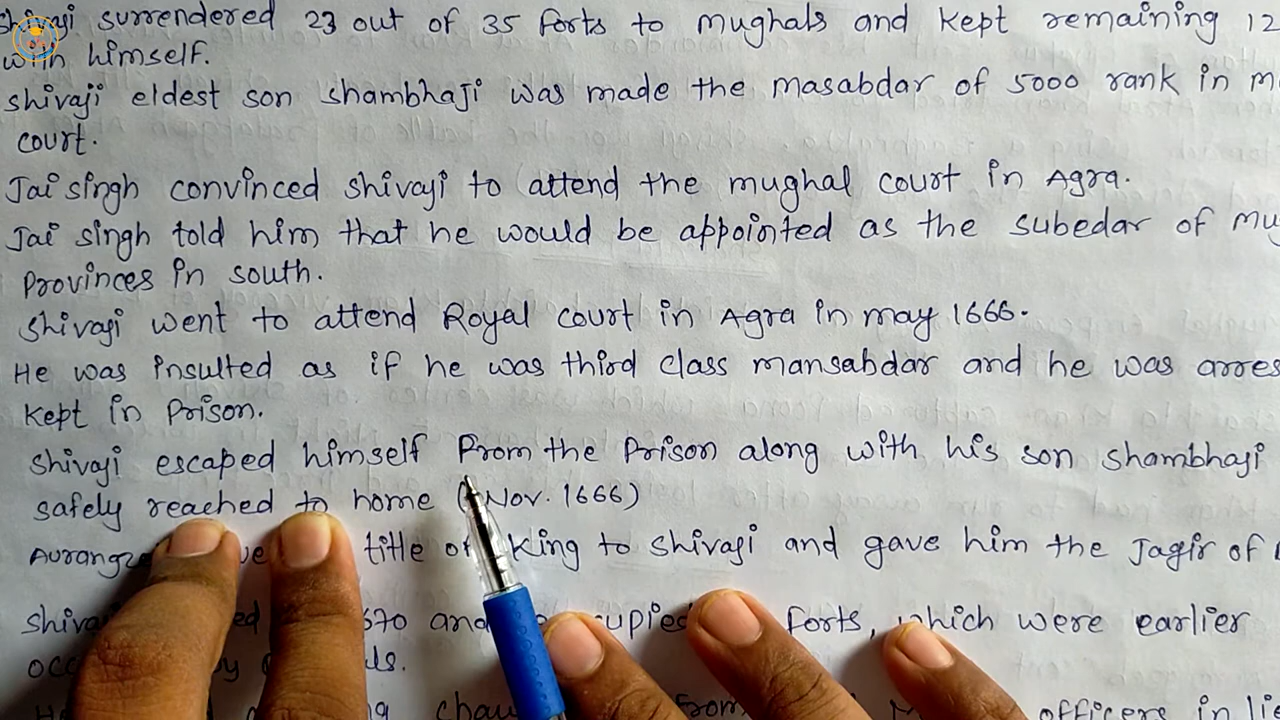 Shivaji surrendered 23 out of 35 forts to mughals and kept remaining 12
with himself.
Shivaji eldest son Shambhaji was made the masabdar of 5000 rank in
court.
Jai singh convinced Shivaji to attend the mughal court in Agra.
Jai singh told him that he would be appointed as the subedar of
Provinces in south.
Shivaji went to attend Royal court in Agra in may 1666.
He was insulted as if he was third class mansabdar and he was
kept in prison.
Shivaji escaped himself From the Prison along with his son Shambhaji
safely reached to home (Nov. 1666)
title of King to Shivaji and gave him the Jagir of
and forts, which were earlier
officers in